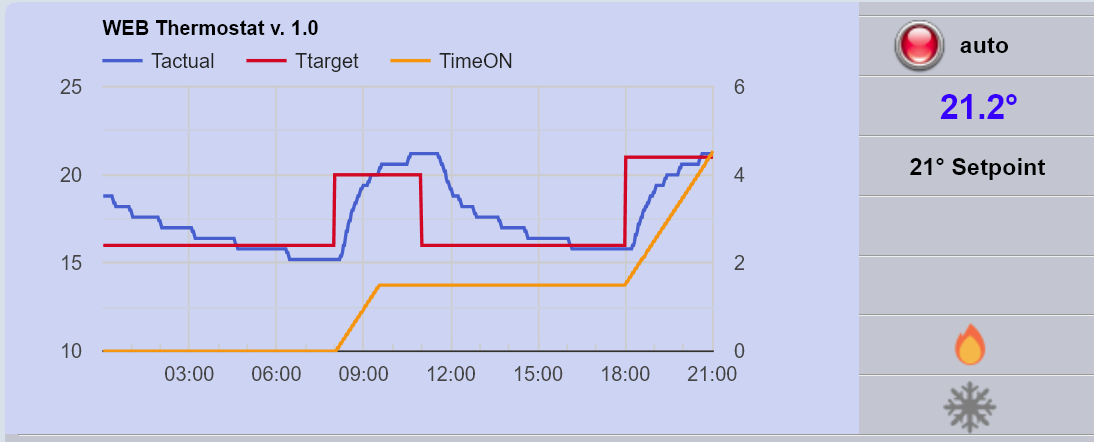 WEB Thermostat v. 1.0
Tactual Ttarget TimeON
25 6
20 4
15 2
10 0
03:00 06:00 09:00 12:00 15:00 18:00 21:00
auto
21.2°
21° Setpoint